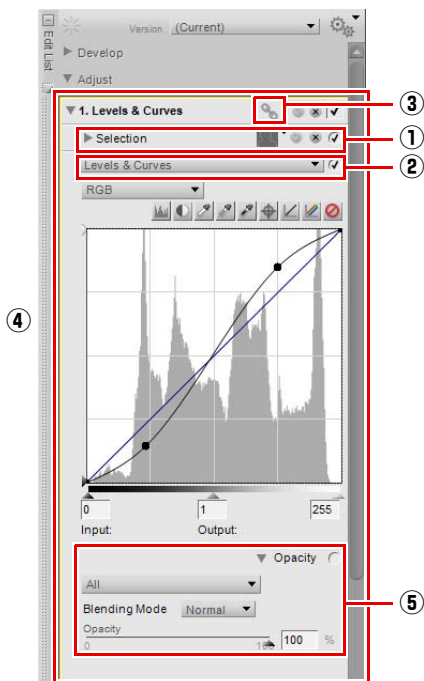 Edit List
Version (Current)
Develop
Adjust
1. Levels & Curves
③
Selection
①
Levels & Curves
②
RGB
④
0 1 255
Input: Output:
Opacity
All
⑤
Blending Mode Normal
Opacity
0 100 100 %